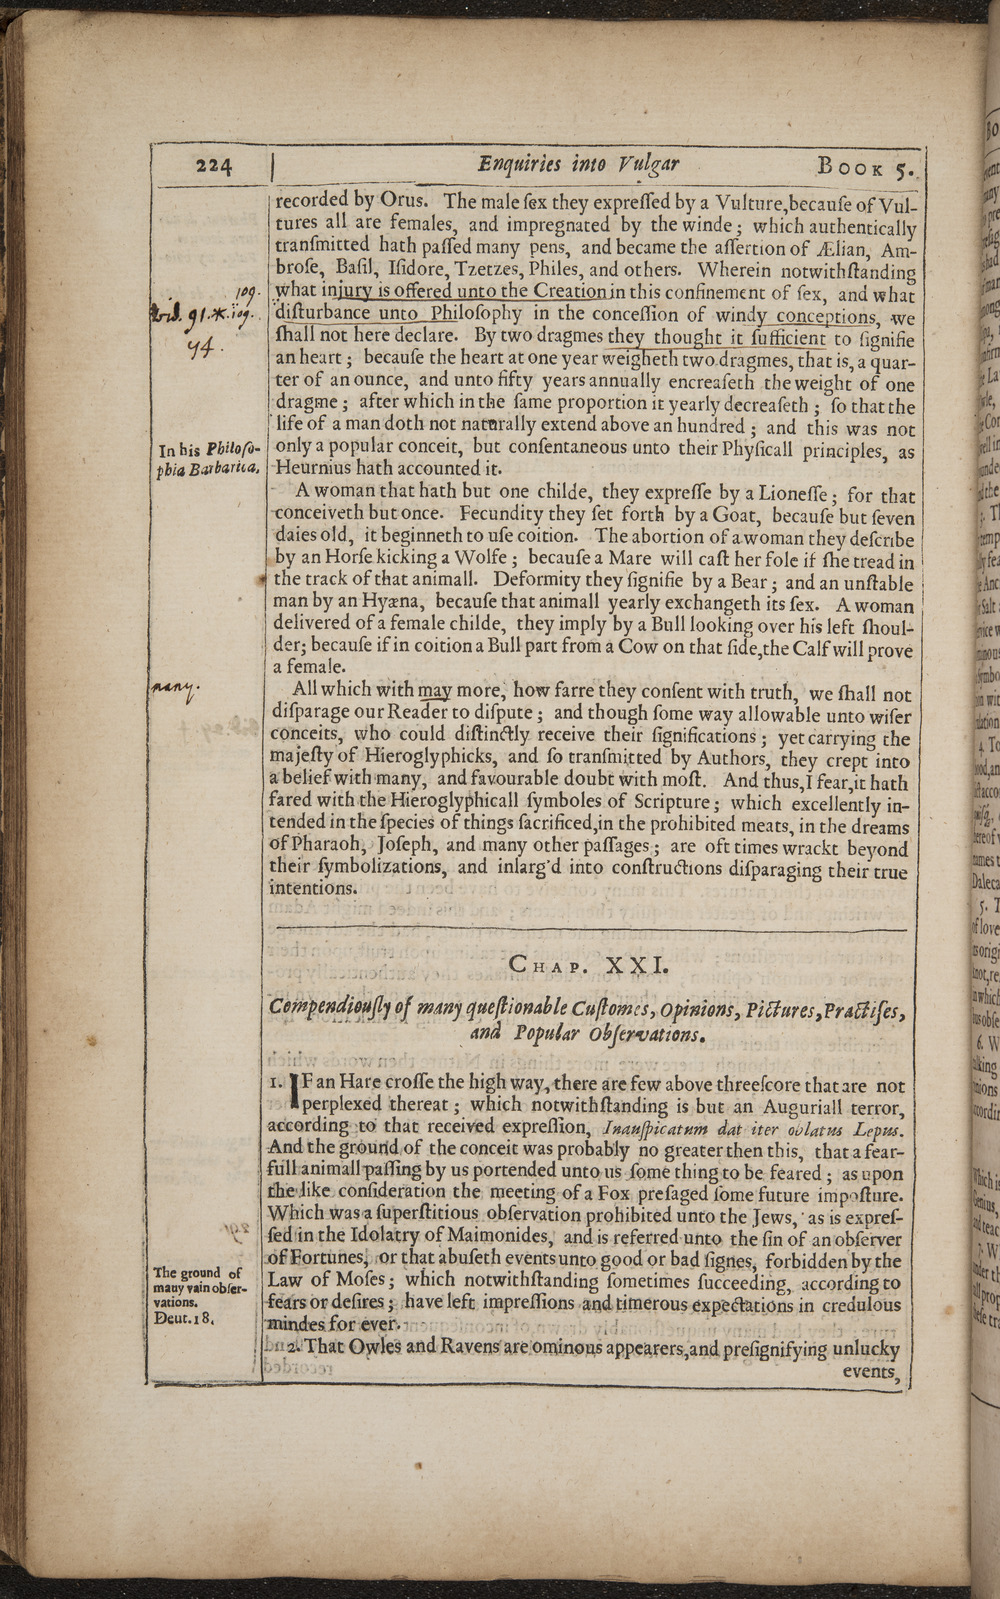 224
Enquiries into Vulgar
Book 5.
recorded by Orus. The male ſex they expreſſed by a Vulture,becauſe of Vul-
tures all are females, and impregnated by the winde; which authentically
tranſmitted hath paſſed many pens, and became the aſſertion of Ælian, Am-
broſe, Baſil, Iſidore, Tzetzes, Philes, and others. Wherein notwithſtanding
what injury is offered unto the Creation in this confinement of ſex, and what
diſturbance unto Philoſophy in the conceſſion of windy conceptions, we
ſhall not here declare. By two dragmes they thought it ſufficient to ſignifie
an heart; becauſe the heart at one year weigheth two dragmes, that is, a quar-
ter of an ounce, and unto fifty years annually encreaſeth the weight of one
dragme; after which in the ſame proportion it yearly decreaſeth; ſo that the
life of a man doth not naturally extend above an hundred; and this was not
only a popular conceit, but conſentaneous unto their Phyſicall principles, as
Heurnius hath accounted it.
109.
vid. 91.*.109.
94.
In his Philoſo-
phia Barbarica.
A woman that hath but one childe, they expreſſe by a Lioneſſe; for that
conceiveth but once. Fecundity they ſet forth by a Goat, becauſe but ſeven
daies old, it beginneth to uſe coition. The abortion of a woman they deſcribe
by an Horſe kicking a Wolfe; becauſe a Mare will caſt her fole if ſhe tread in
the track of that animall. Deformity they ſignifie by a Bear; and an unſtable
man by an Hyæna, becauſe that animall yearly exchangeth its ſex. A woman
delivered of a female childe, they imply by a Bull looking over his left ſhoul-
der; becauſe if in coition a Bull part from a Cow on that ſide,the Calf will prove
a female.
many.
All which with may more, how farre they conſent with truth, we ſhall not
diſparage our Reader to diſpute; and though ſome way allowable unto wiſer
conceits, who could diſtinctly receive their ſignifications; yet carrying the
majeſty of Hieroglyphicks, and ſo tranſmitted by Authors, they crept into
a belief with many, and favourable doubt with moſt. And thus,I fear,it hath
fared with the Hieroglyphicall ſymboles of Scripture; which excellently in-
tended in the ſpecies of things ſacrificed,in the prohibited meats, in the dreams
of Pharaoh, Joſeph, and many other paſſages; are oft times wrackt beyond
their ſymbolizations, and inlarg'd into conſtructions diſparaging their true
intentions.
Chap. XXI.
Compendiouſly of many queſtionable Cuſtomes, Opinions, Pictures, Practiſes,
and Popular Obſervations.
1. IF an Hare croſſe the high way, there are few above threeſcore that are not
perplexed thereat; which notwithſtanding is but an Auguriall terror,
according to that received expreſſion, Inauſpicatum dat iter oblatus Lepus.
And the ground of the conceit was probably no greater then this, that a fear-
full animall paſſing by us portended unto us ſome thing to be feared; as upon
the like conſideration the meeting of a Fox preſaged ſome future impoſture.
Which was a ſuperſtitious obſervation prohibited unto the Jews, as is expreſ-
ſed in the Idolatry of Maimonides, and is referred unto the ſin of an obſerver
of Fortunes, or that abuſeth events unto good or bad ſignes, forbidden by the
Law of Moſes; which notwithſtanding ſometimes ſucceeding, according to
fears or deſires; have left impreſſions and timerous expectations in credulous
mindes for ever.
The ground of
many vain obſer-
vations.
Deut. 18.
2. That Owles and Ravens are ominous appearers,and preſignifying unlucky
events,